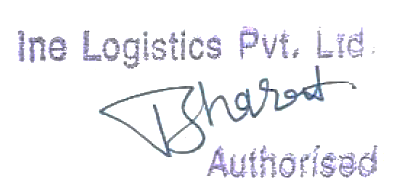 Ine Logistics Pvt. Ltd.
Bharat
Authorised